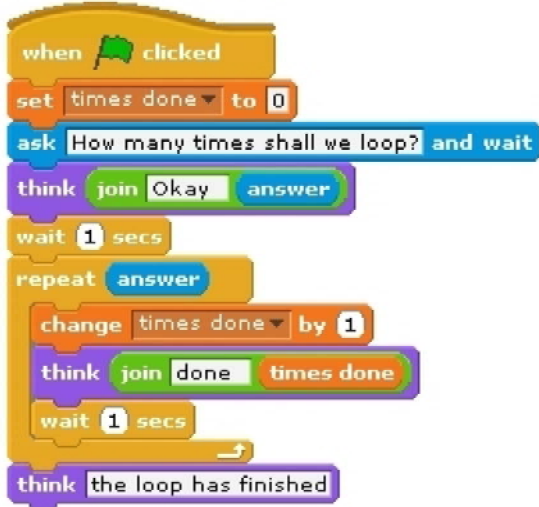 when clicked
set times done to 0
ask How many times shall we loop? and wait
think join Okay answer
wait 1 secs
repeat answer
change times done by 1
think join done times done
wait 1 secs
think the loop has finished